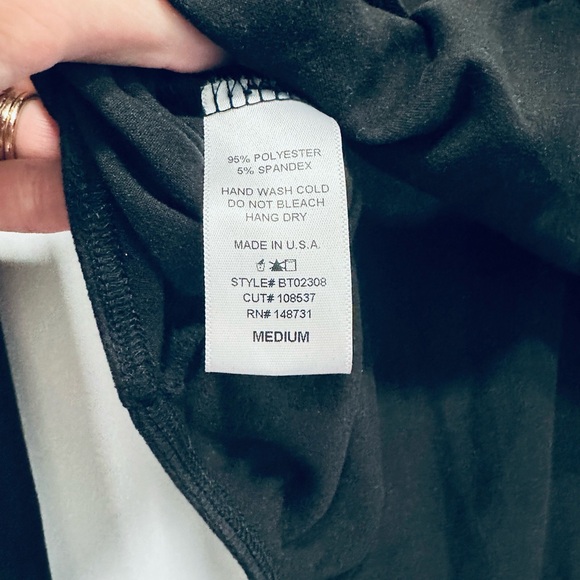 95% POLYESTER
5% SPANDEX
HAND WASH COLD
DO NOT BLEACH
HANG DRY
MADE IN U.S.A.
STYLE# BT02308
CUT# 108537
RN# 148731
MEDIUM